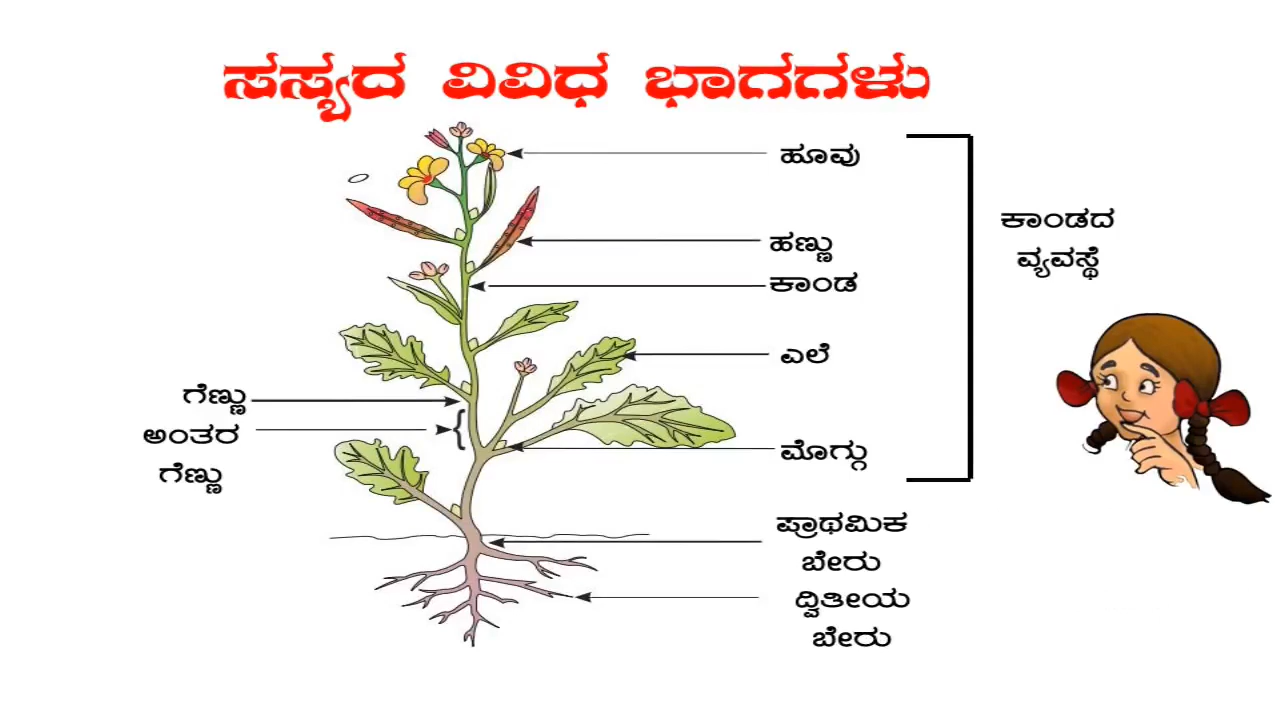 ಸಸ್ಯದ ವಿವಿಧ ಭಾಗಗಳು
ಹೂವು
ಹಣ್ಣು
ಕಾಂಡ
ಎಲೆ
ಮೊಗ್ಗು
ಕಾಂಡದ
ವ್ಯವಸ್ಥೆ
ಗೆಣ್ಣು
ಅಂತರ
ಗೆಣ್ಣು
ಪ್ರಾಥಮಿಕ
ಬೇರು
ದ್ವಿತೀಯ
ಬೇರು